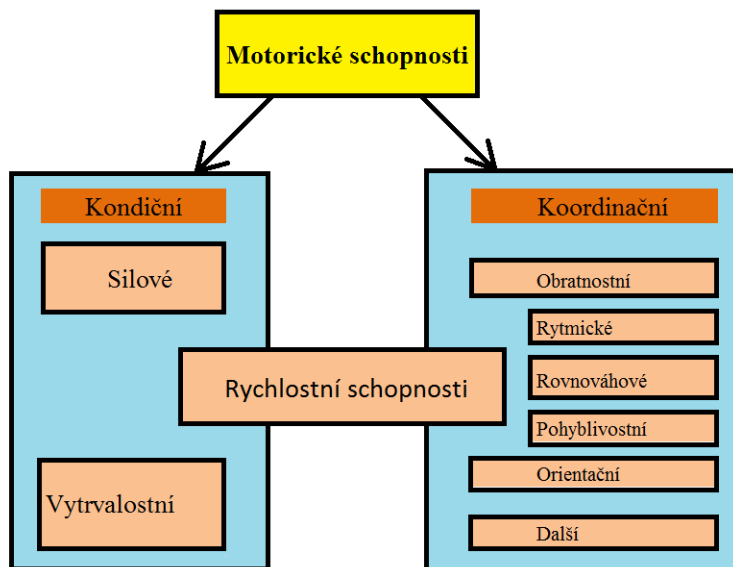 Motorické schopnosti
Kondiční
Silové
Vytrvalostní
Rychlostní schopnosti
Koordinační
Obratnostní
Rytmické
Rovnováhové
Pohyblivostní
Orientační
Další